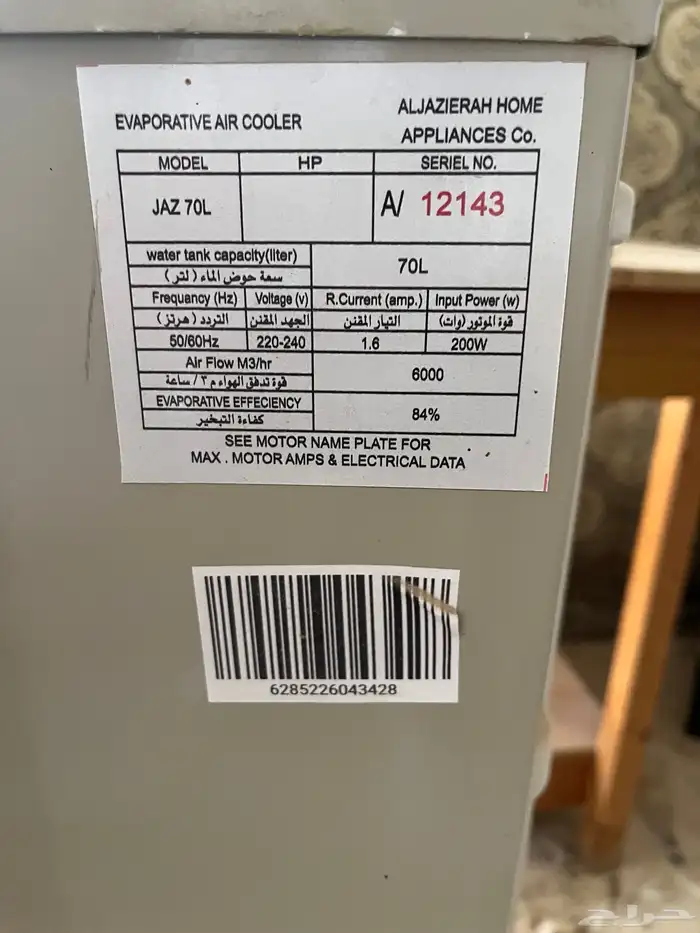 EVAPORATIVE AIR COOLER
ALJAZIERAH HOME
APPLIANCES Co.
MODEL HP SERIEL NO.
JAZ 70L A/ 12143
water tank capacity(liter) 70L
سعة حوض الماء (لتر)
Frequency (Hz) Voltage (v) R.Current (amp.) Input Power (w)
التردد (هرتز) الجهد المقنن التيار المقنن قوة الموتور (وات)
50/60Hz 220-240 1.6 200W
Air Flow M3/hr 6000
قوة تدفق الهواء م٣/ ساعة
EVAPORATIVE EFFECIENCY 84%
كفاءة التبخير
SEE MOTOR NAME PLATE FOR
MAX . MOTOR AMPS & ELECTRICAL DATA
6285226043428
حراج